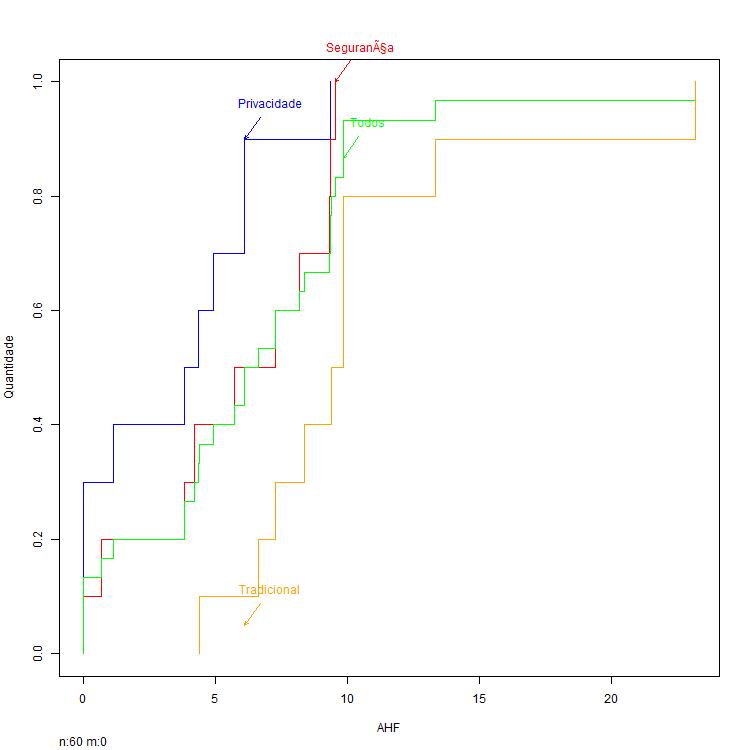 SeguranÃ§a
Privacidade
Todos
Tradicional
Quantidade
1.0
0.8
0.6
0.4
0.2
0.0
0 5 10 15 20
AHF
n:60 m:0